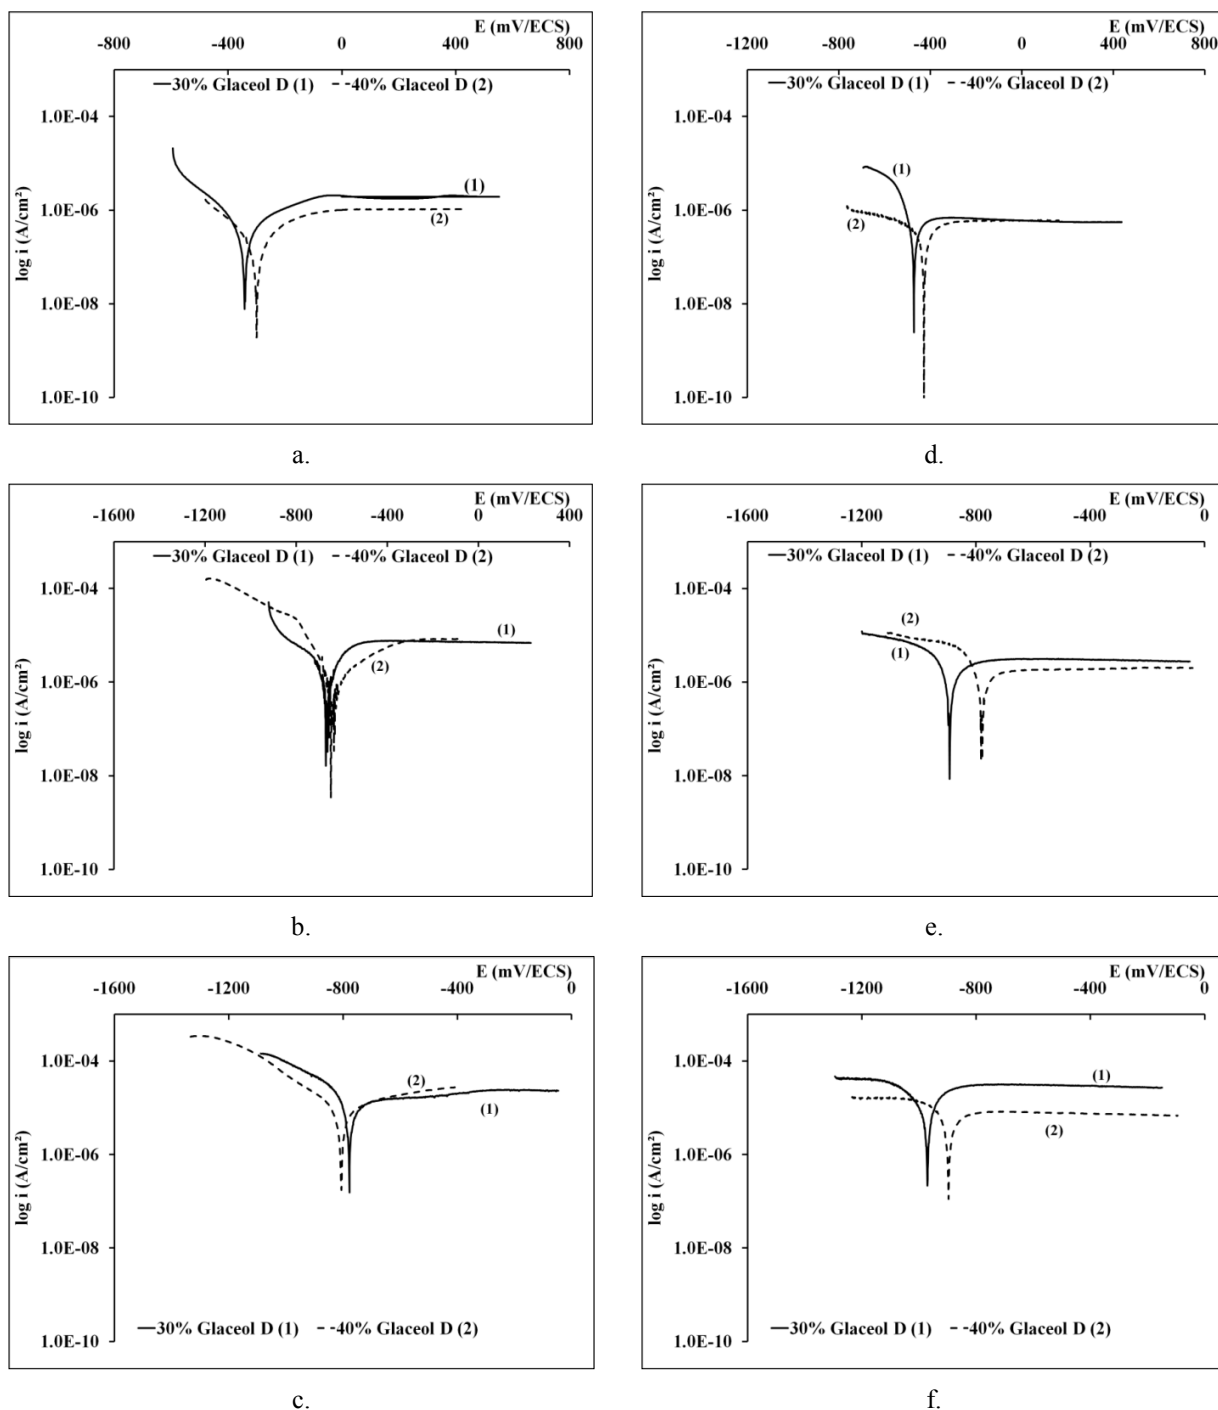 E (mV/ECS)
-800 -400 0 400 800
30% Glaceol D (1) -40% Glaceol D (2)
1.0E-04
1.0E-06
1.0E-08
1.0E-10
log i (A/cm²)
(1)
(2)
a.
E (mV/ECS)
-1200 -800 -400 0 400 800
30% Glaceol D (1) -40% Glaceol D (2)
1.0E-04
1.0E-06
1.0E-08
1.0E-10
log i (A/cm²)
(1)
(2)
d.
E (mV/ECS)
-1600 -1200 -800 -400 0 400
30% Glaceol D (1) -40% Glaceol D (2)
1.0E-04
1.0E-06
1.0E-08
1.0E-10
log i (A/cm²)
(1)
(2)
b.
E (mV/ECS)
-1600 -1200 -800 -400 0
30% Glaceol D (1) -40% Glaceol D (2)
1.0E-04
1.0E-06
1.0E-08
1.0E-10
log i (A/cm²)
(2)
(1)
e.
E (mV/ECS)
-1600 -1200 -800 -400 0
1.0E-04
1.0E-06
1.0E-08
1.0E-10
log i (A/cm²)
(2)
(1)
30% Glaceol D (1) -40% Glaceol D (2)
c.
E (mV/ECS)
-1600 -1200 -800 -400 0
1.0E-04
1.0E-06
1.0E-08
1.0E-10
log i (A/cm²)
(1)
(2)
30% Glaceol D (1) -40% Glaceol D (2)
f.